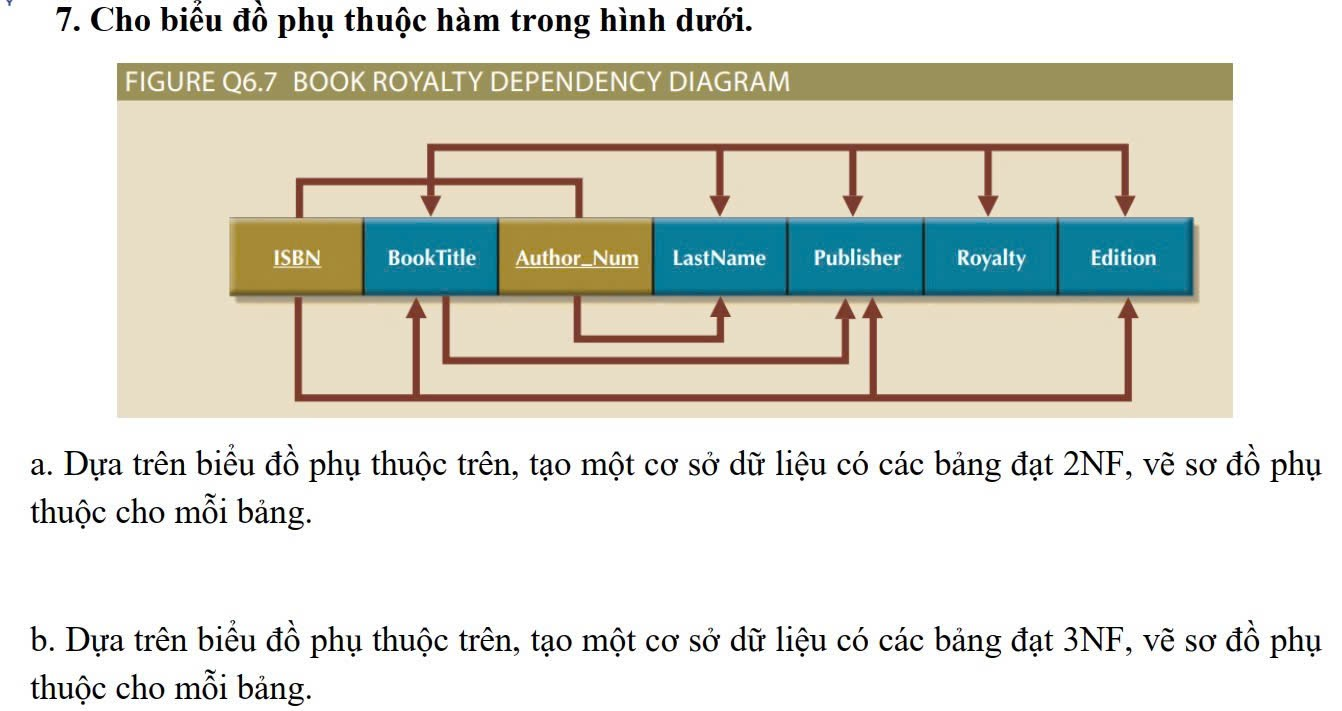 7. Cho biểu đồ phụ thuộc hàm trong hình dưới.
FIGURE Q6.7 BOOK ROYALTY DEPENDENCY DIAGRAM
ISBN BookTitle Author_Num LastName Publisher Royalty Edition
a. Dựa trên biểu đồ phụ thuộc trên, tạo một cơ sở dữ liệu có các bảng đạt 2NF, vẽ sơ đồ phụ
thuộc cho mỗi bảng.
b. Dựa trên biểu đồ phụ thuộc trên, tạo một cơ sở dữ liệu có các bảng đạt 3NF, vẽ sơ đồ phụ
thuộc cho mỗi bảng.